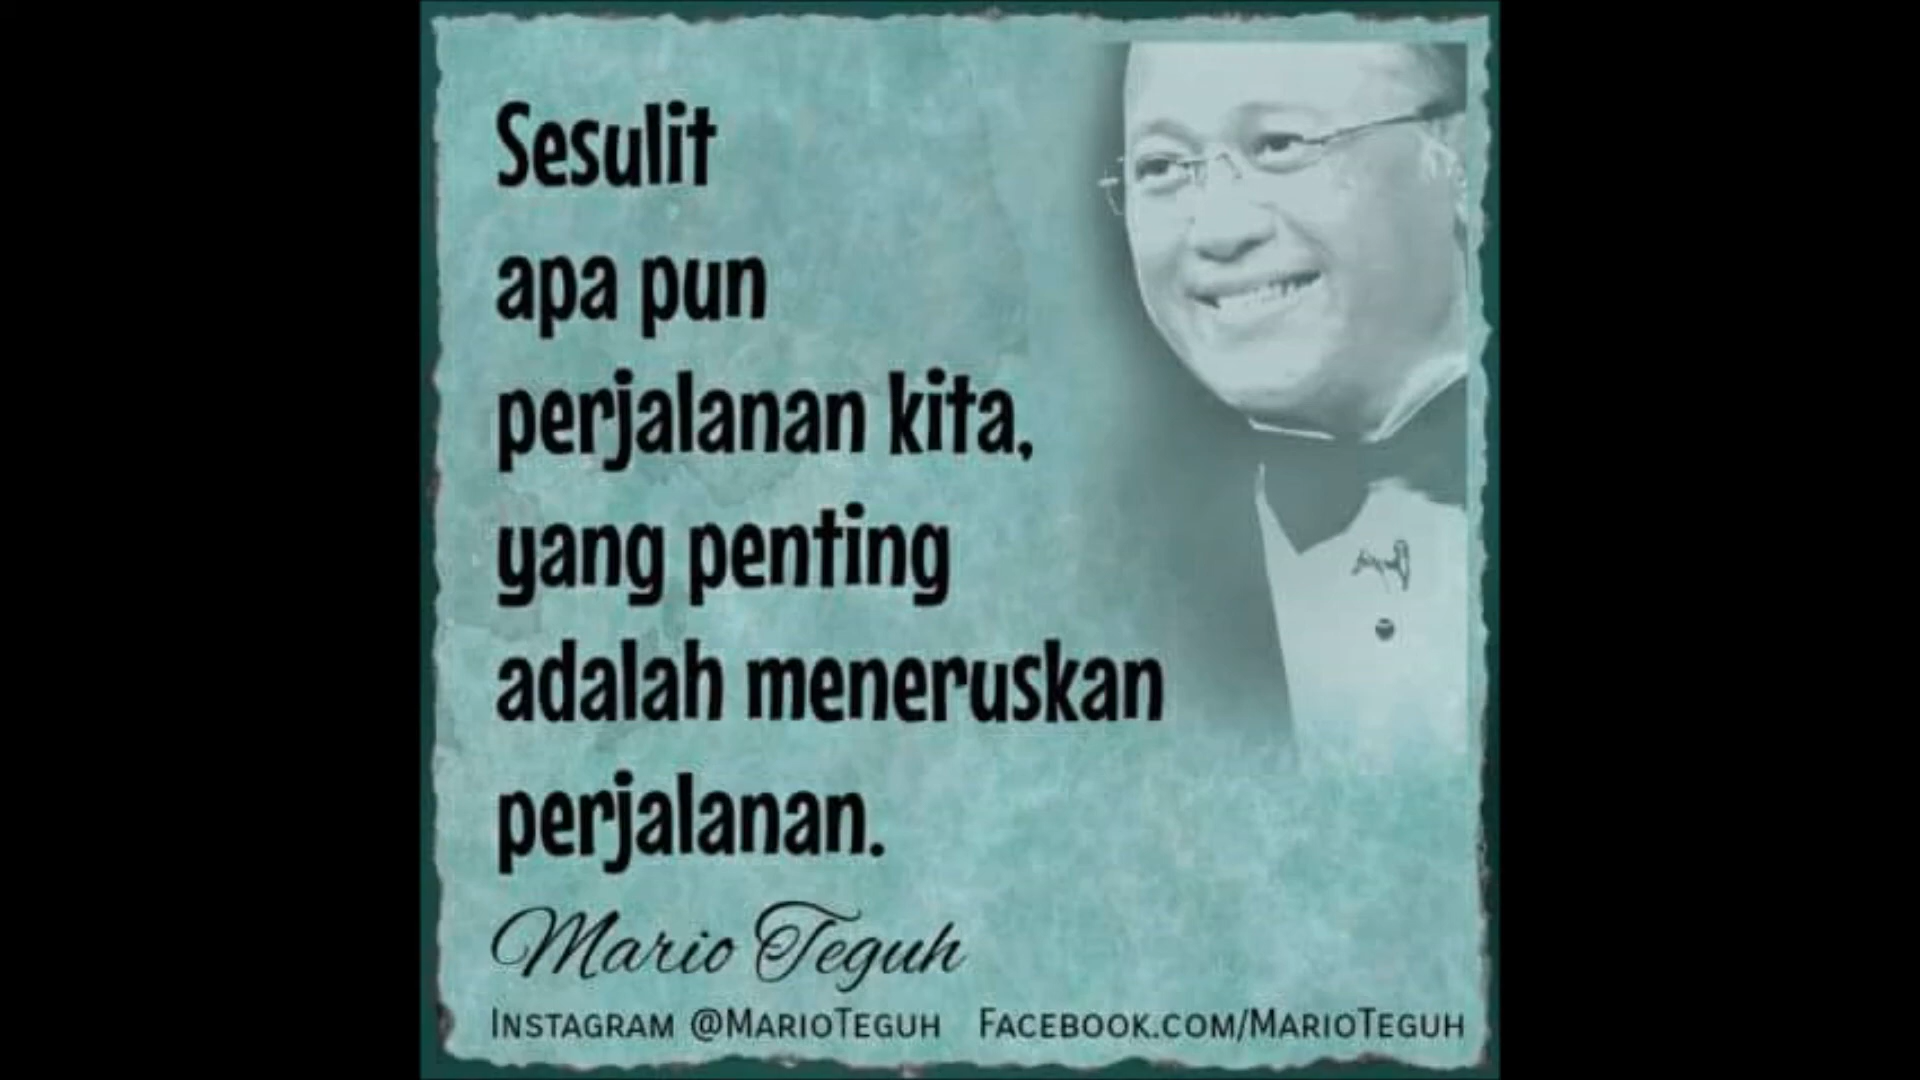 Sesulit
apa pun
perjalanan kita,
yang penting
adalah meneruskan
perjalanan.
Mario Teguh
INSTAGRAM @MARIOTEGUH FACEBOOK.COM/MARIOTEGUH